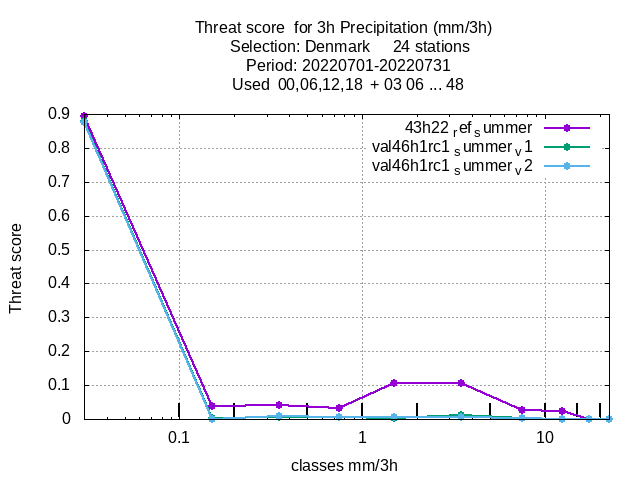 Threat score  for 3h Precipitation (mm/3h)
Selection: Denmark     24 stations
Period: 20220701-20220731
Used  00,06,12,18  + 03 06 ... 48
43h22 ref summer
val46h1rc1 summer v1
val46h1rc1 summer v2
0.9
0.8
0.7
0.6
0.5
0.4
0.3
0.2
0.1
0
Threat score
0.1 1 10
classes mm/3h